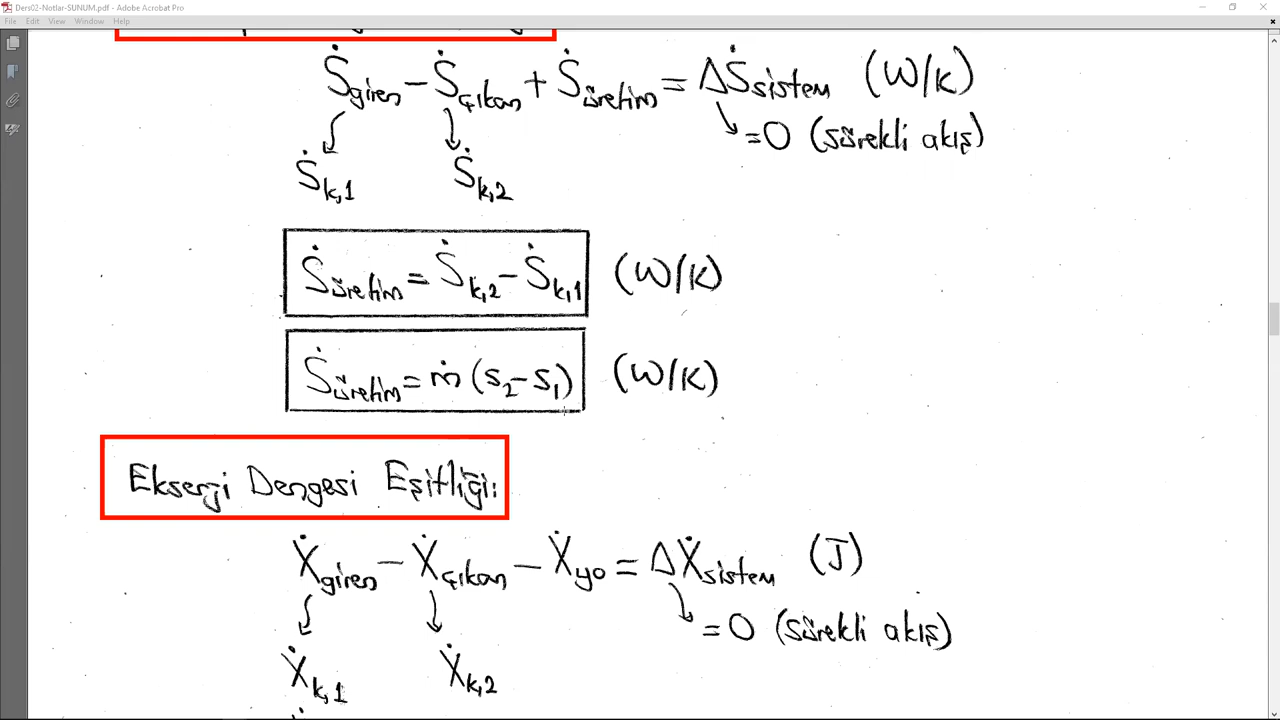 Ders02-Notlar-SUNUM.pdf - Adobe Acrobat Pro
File Edit View Window Help
Ṡgiren − Ṡçıkan + Ṡüretim = ΔṠsistem (W/K)
↓ ↓ ↘ =0 (sürekli akış)
Ṡk,1 Ṡk,2
Ṡüretim = Ṡk,2 − Ṡk,1 (W/K)
Ṡüretim = ṁ (s₂ − s₁) (W/K)
Ekserji Dengesi Eşitliği:
Ẋgiren − Ẋçıkan − Ẋyo = ΔẊsistem (J)
↓ ↓ ↘ =0 (sürekli akış)
Ẋk,1 Ẋk,2